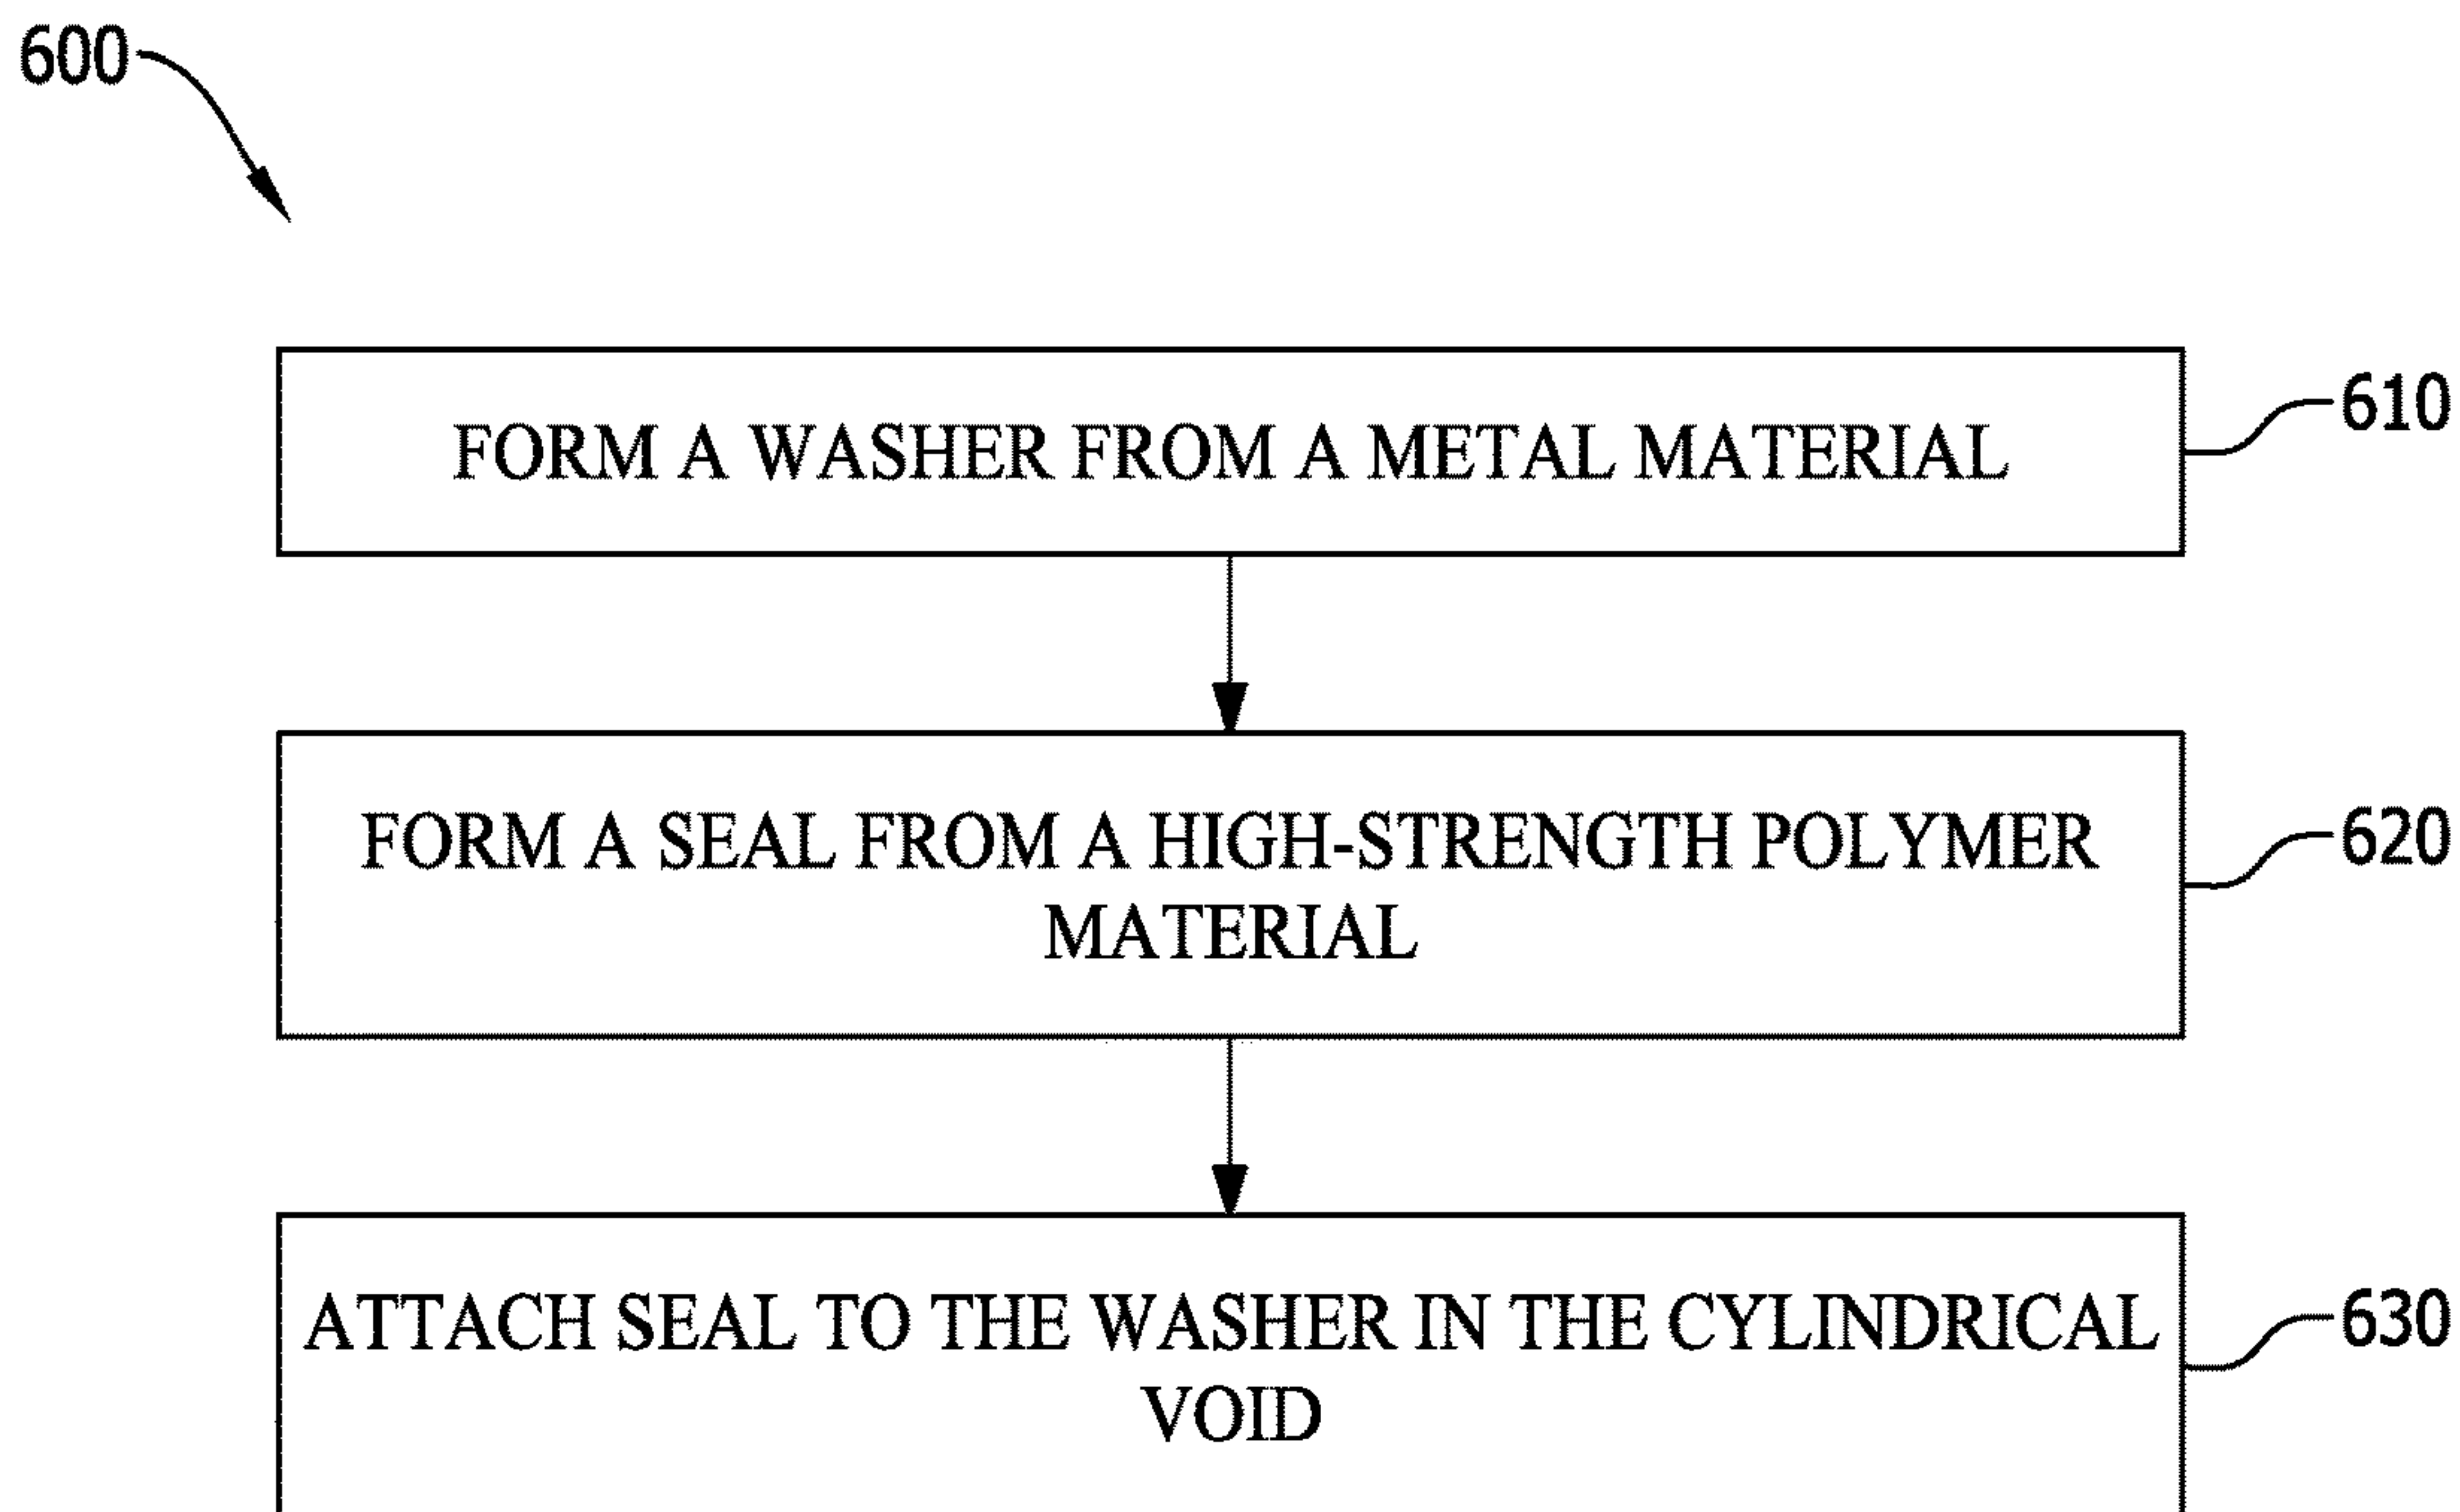 600
FORM A WASHER FROM A METAL MATERIAL
610
FORM A SEAL FROM A HIGH-STRENGTH POLYMER
MATERIAL
620
ATTACH SEAL TO THE WASHER IN THE CYLINDRICAL
VOID
630